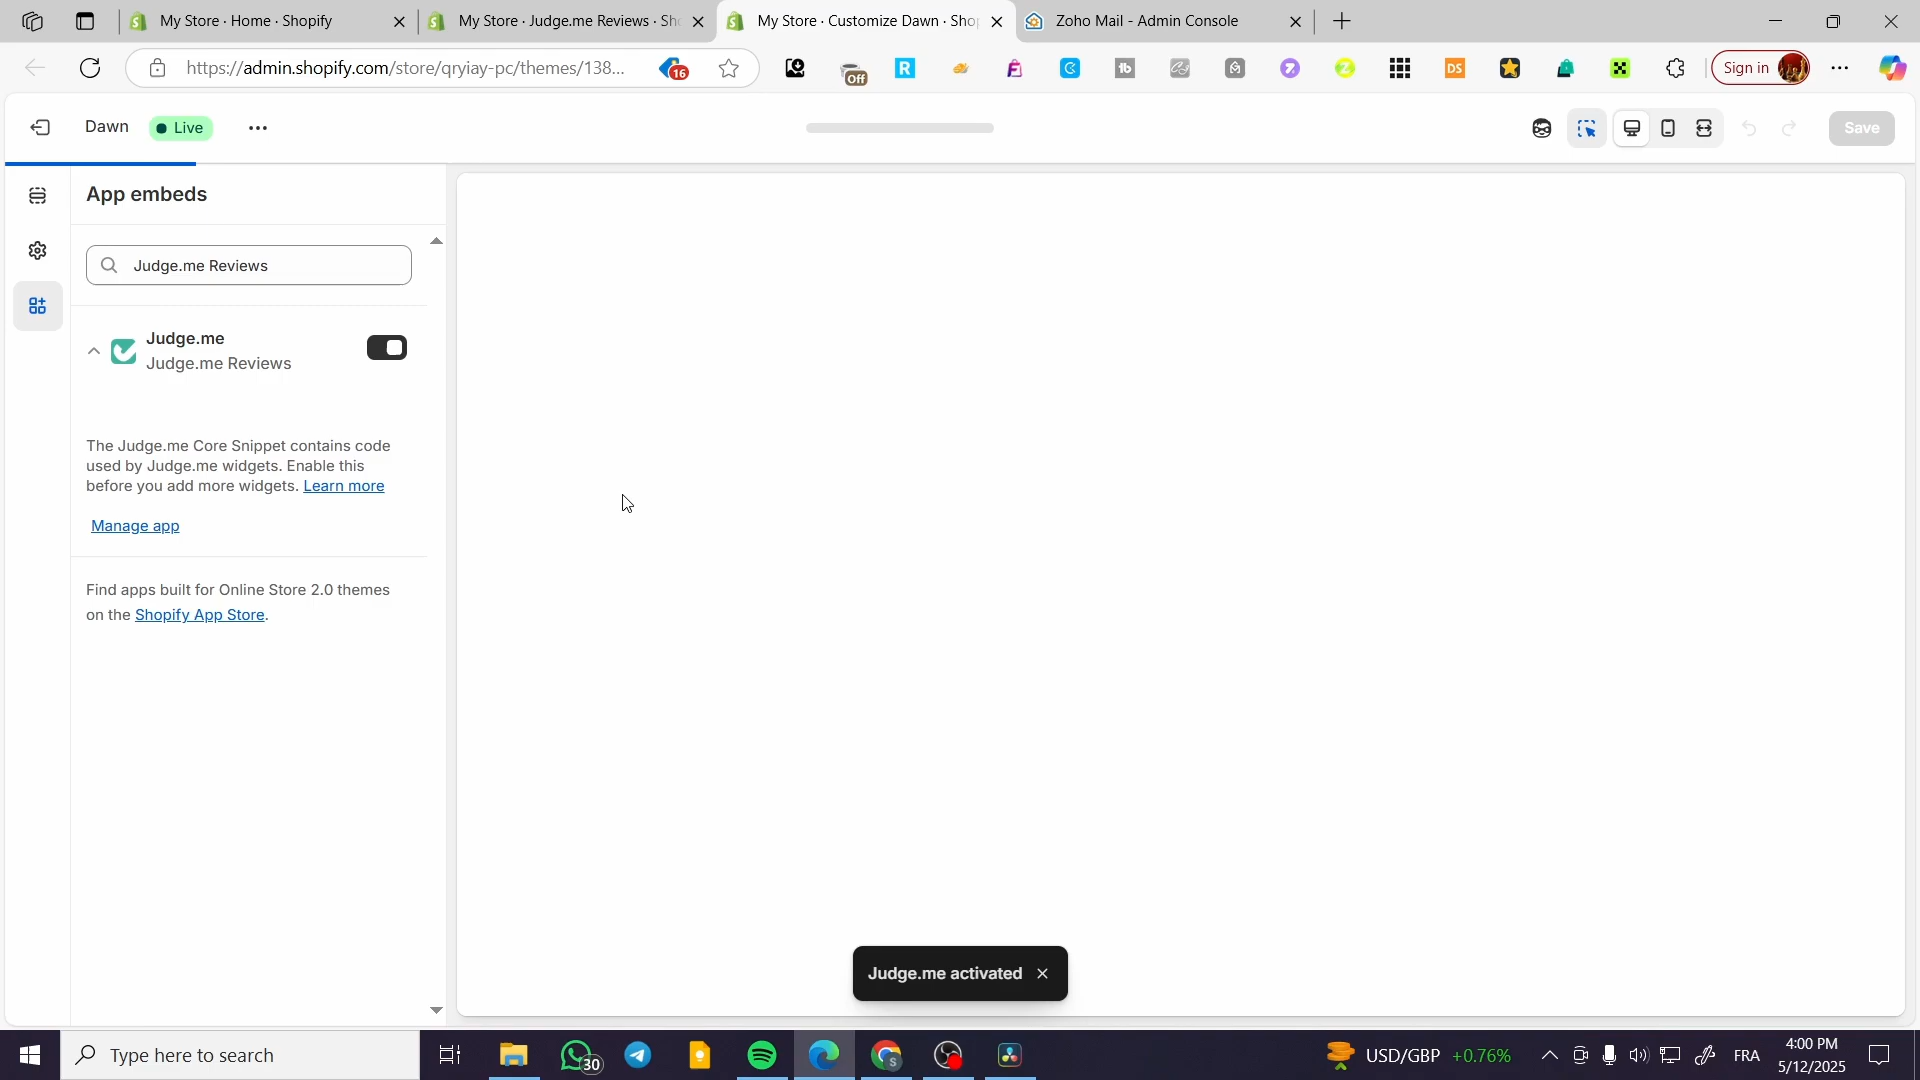 My Store · Home · Shopify
My Store · Judge.me Reviews · Sh
My Store · Customize Dawn · Sho
Zoho Mail - Admin Console
https://admin.shopify.com/store/qryiay-pc/themes/138...
16
Off
R
1b
DS
Sign in
Dawn
Live
Save
App embeds
Judge.me Reviews
Judge.me
Judge.me Reviews
The Judge.me Core Snippet contains code
used by Judge.me widgets. Enable this
before you add more widgets. Learn more
Manage app
Find apps built for Online Store 2.0 themes
on the Shopify App Store.
Judge.me activated
Type here to search
30
S
USD/GBP +0.76%
FRA
4:00 PM
5/12/2025